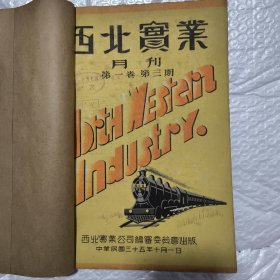 西北實業
月刊
第一卷 第三期
North Western
Industry.
西北實業公司編審委員會出版
中華民國三十五年十月一日